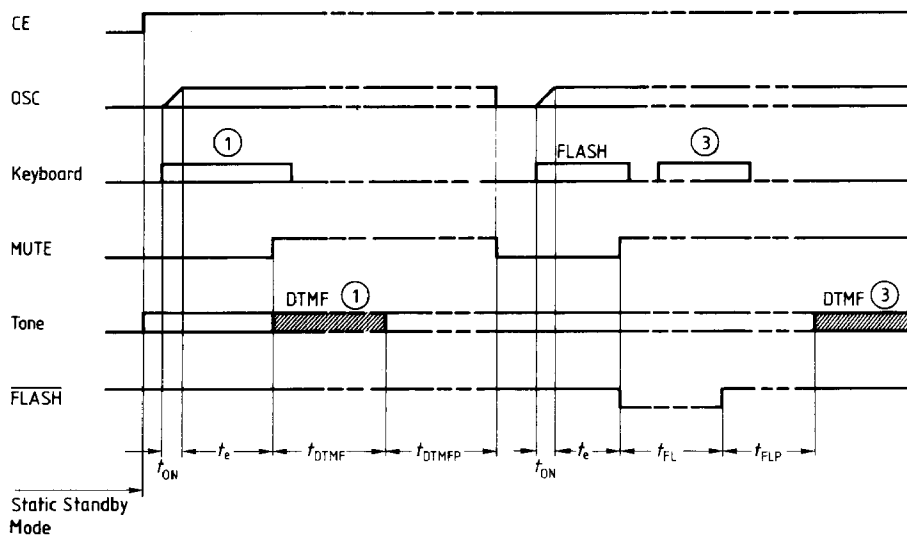 CE
OSC
Keyboard
1
FLASH
3
MUTE
DTMF 1
DTMF 3
Tone
FLASH
tON
te
tDTMF
tDTMFP
tON
te
tFL
tFLP
Static Standby
Mode